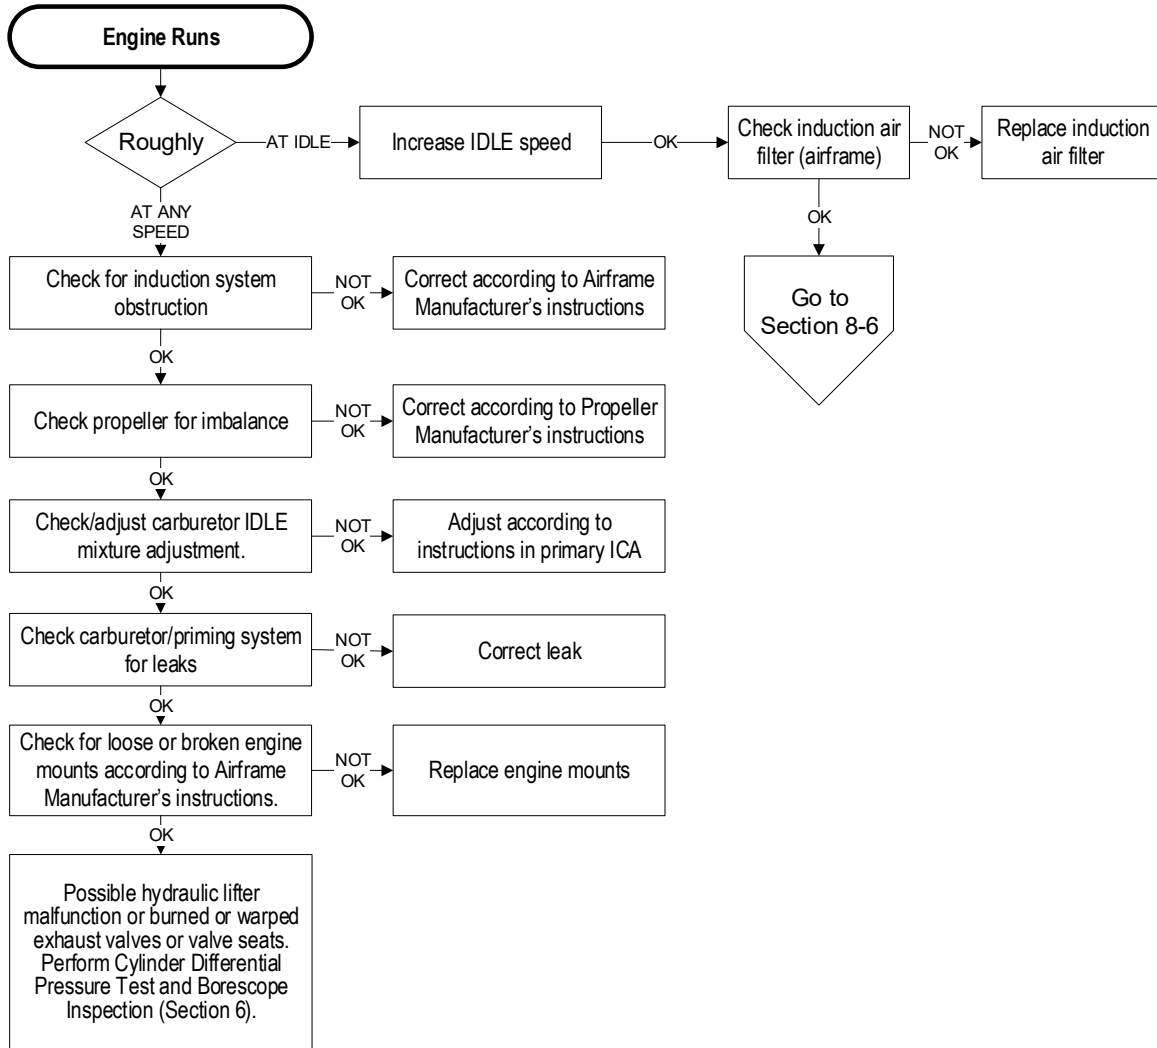 Engine Runs
Roughly
AT IDLE
Increase IDLE speed
OK
Check induction air
filter (airframe)
NOT
OK
Replace induction
air filter
OK
Go to
Section 8-6
AT ANY
SPEED
Check for induction system
obstruction
NOT
OK
Correct according to Airframe
Manufacturer’s instructions
OK
Check propeller for imbalance
NOT
OK
Correct according to Propeller
Manufacturer’s instructions
OK
Check/adjust carburetor IDLE
mixture adjustment.
NOT
OK
Adjust according to
instructions in primary ICA
OK
Check carburetor/priming system
for leaks
NOT
OK
Correct leak
OK
Check for loose or broken engine
mounts according to Airframe
Manufacturer’s instructions.
NOT
OK
Replace engine mounts
OK
Possible hydraulic lifter
malfunction or burned or warped
exhaust valves or valve seats.
Perform Cylinder Differential
Pressure Test and Borescope
Inspection (Section 6).